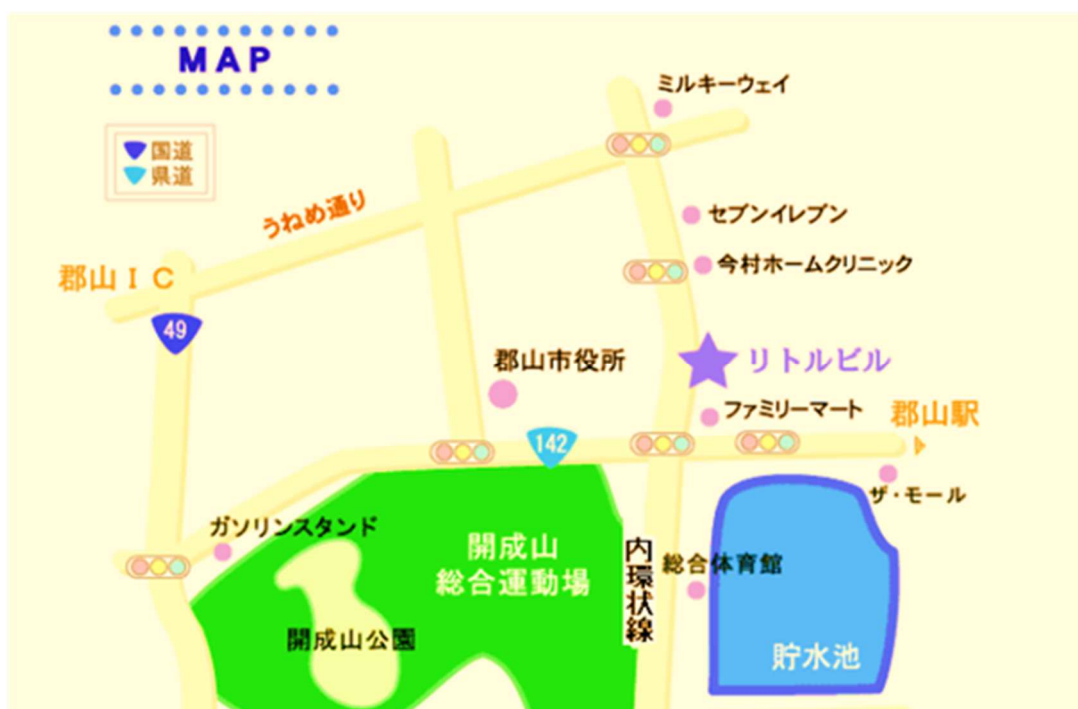 MAP
ミルキーウェイ
国道
県道
うねめ通り
セブンイレブン
今村ホームクリニック
郡山IC
49
郡山市役所
リトルビル
ファミリーマート
郡山駅
142
ザ・モール
ガソリンスタンド
開成山
総合運動場
内環状線
総合体育館
開成山公園
貯水池